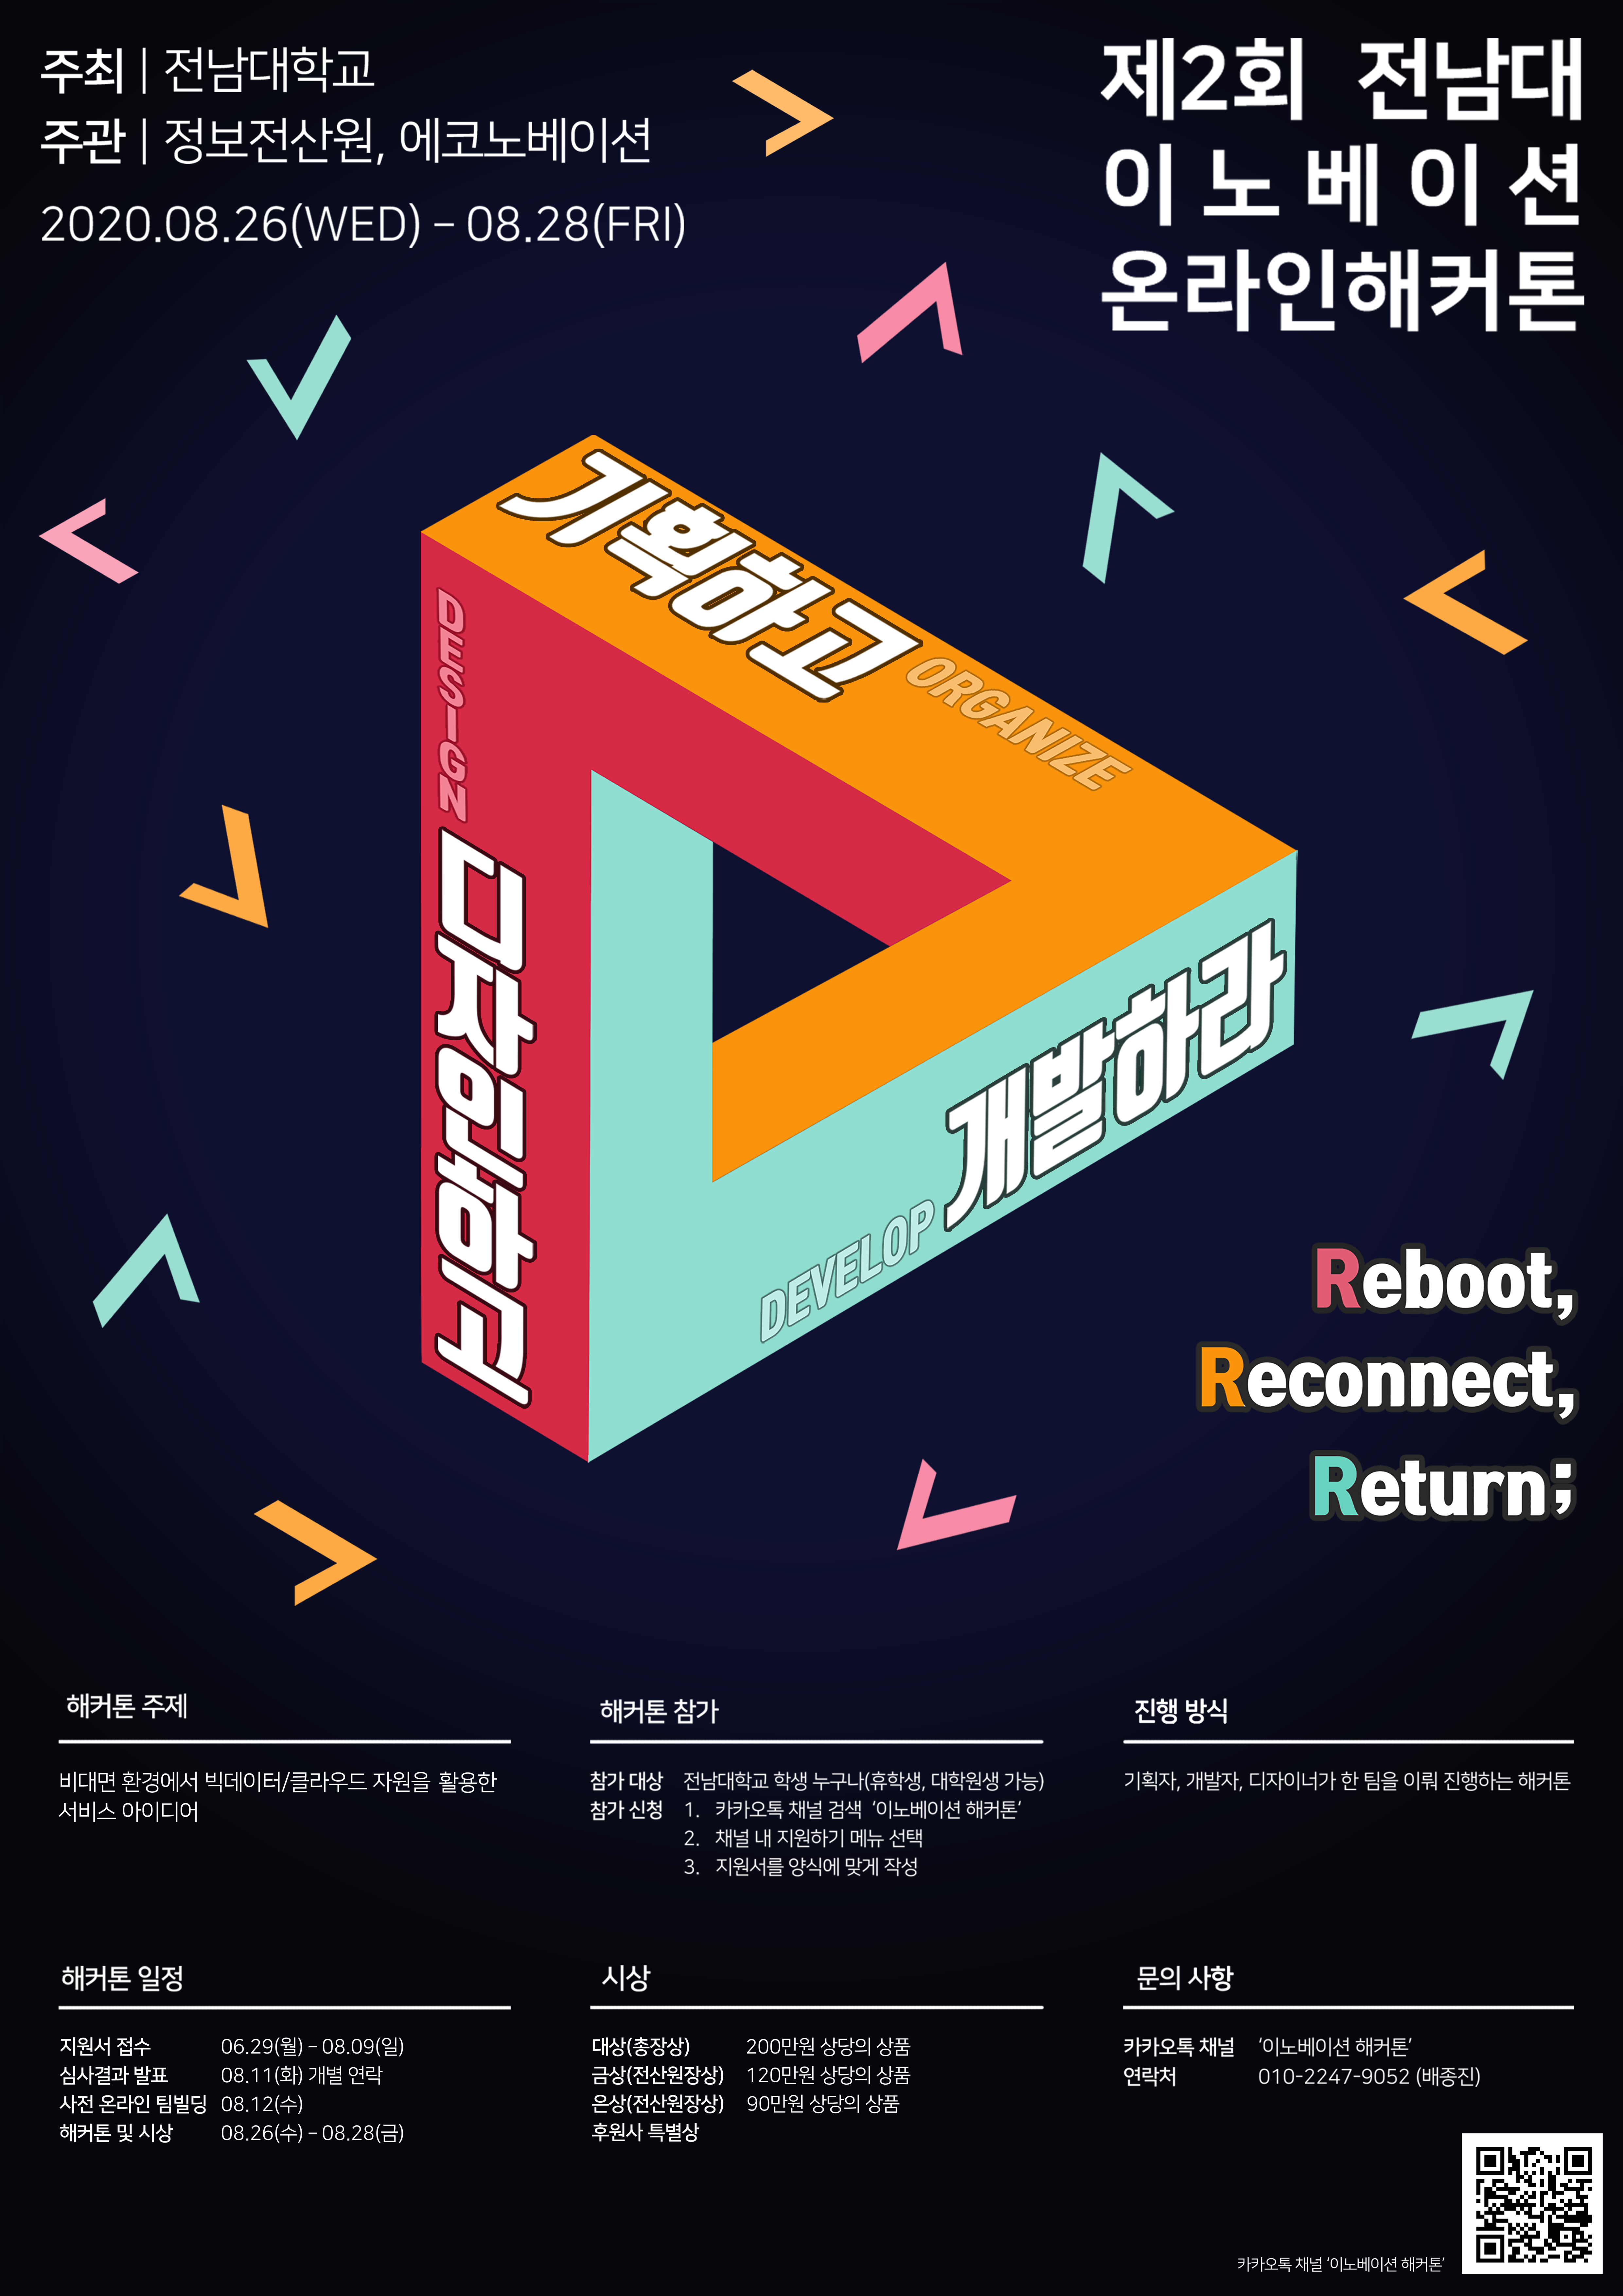 주최 | 전남대학교
주관 | 정보전산원, 에코노베이션
2020.08.26(WED) – 08.28(FRI)
제2회 전남대
이노베이션
온라인해커톤
기획하고
ORGANIZE
DESIGN
디자인하고
DEVELOP
개발하라
Reboot,
Reconnect,
Return;
해커톤 주제
비대면 환경에서 빅데이터/클라우드 자원을 활용한
서비스 아이디어
해커톤 참가
참가 대상 전남대학교 학생 누구나(휴학생, 대학원생 가능)
참가 신청 1. 카카오톡 채널 검색 ‘이노베이션 해커톤’
2. 채널 내 지원하기 메뉴 선택
3. 지원서를 양식에 맞게 작성
진행 방식
기획자, 개발자, 디자이너가 한 팀을 이뤄 진행하는 해커톤
해커톤 일정
지원서 접수 06.29(월) – 08.09(일)
심사결과 발표 08.11(화) 개별 연락
사전 온라인 팀빌딩 08.12(수)
해커톤 및 시상 08.26(수) – 08.28(금)
시상
대상(총장상) 200만원 상당의 상품
금상(전산원장상) 120만원 상당의 상품
은상(전산원장상) 90만원 상당의 상품
후원사 특별상
문의 사항
카카오톡 채널 ‘이노베이션 해커톤’
연락처 010-2247-9052 (배종진)
카카오톡 채널 ‘이노베이션 해커톤’